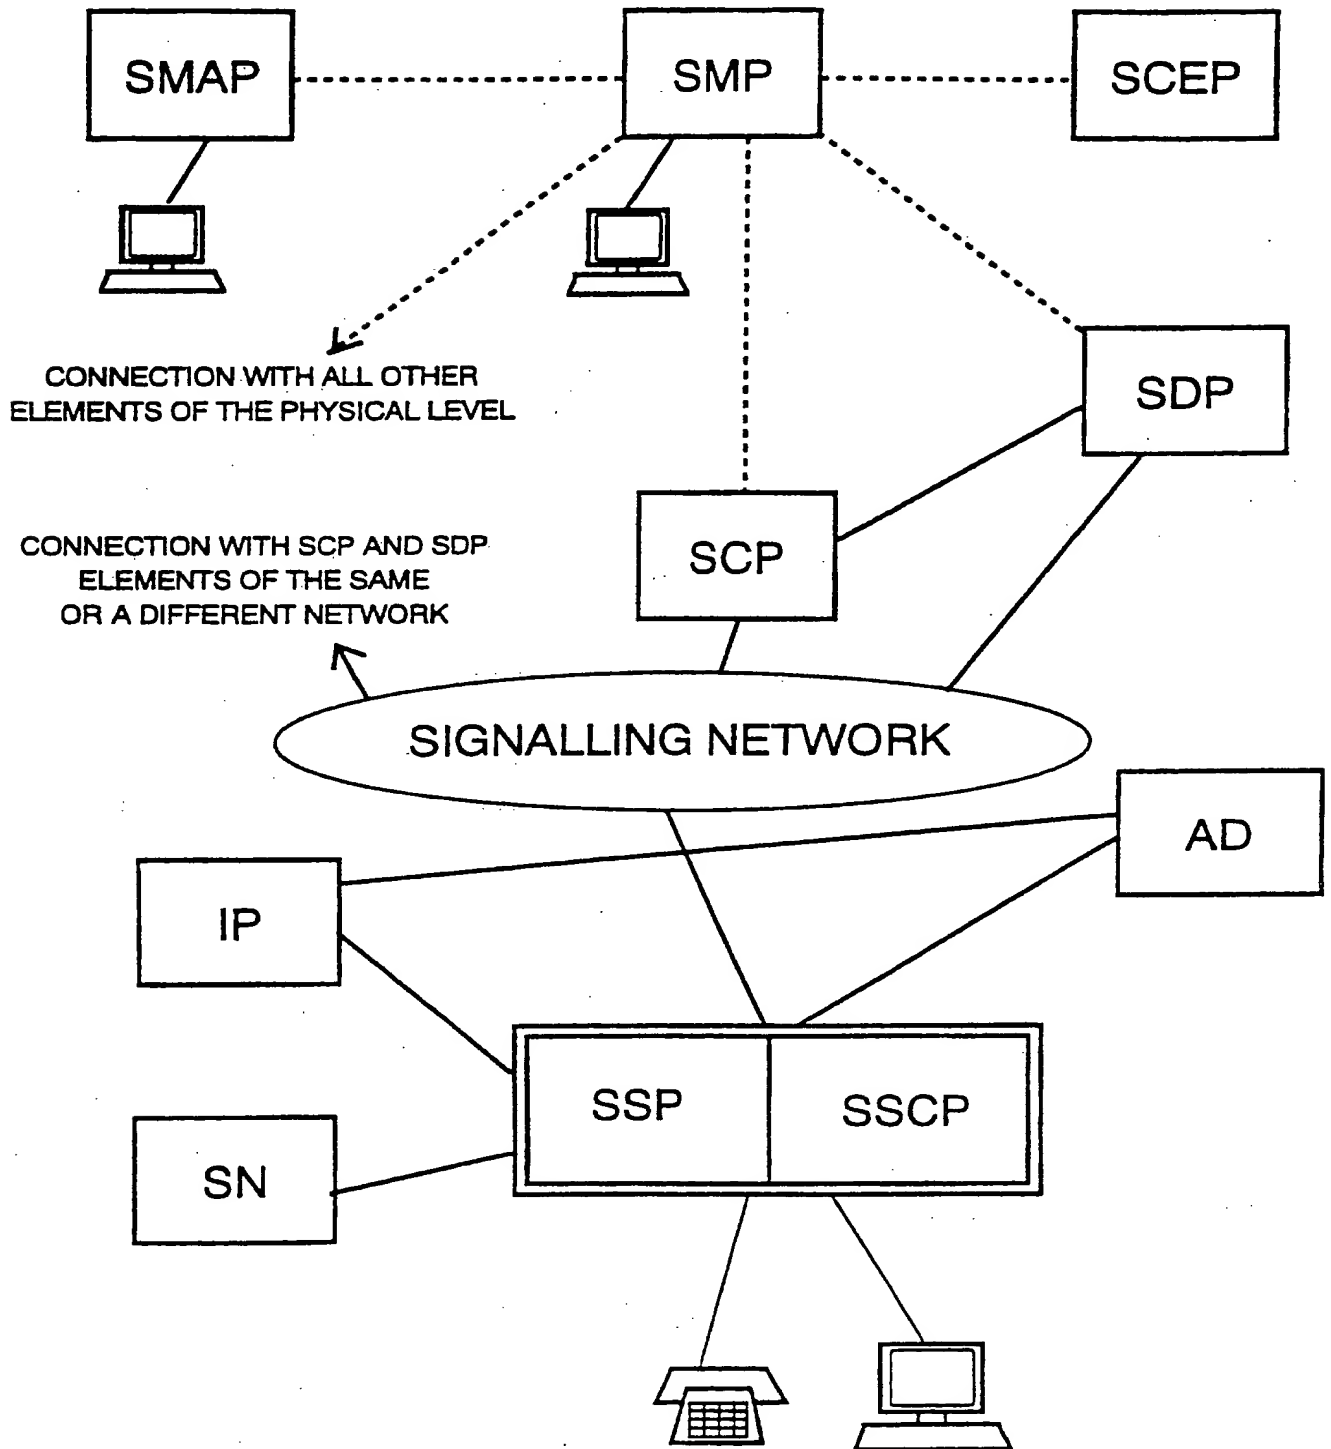 SMAP
SMP
SCEP
CONNECTION WITH ALL OTHER
ELEMENTS OF THE PHYSICAL LEVEL
SDP
CONNECTION WITH SCP AND SDP
ELEMENTS OF THE SAME
OR A DIFFERENT NETWORK
SCP
SIGNALLING NETWORK
AD
IP
SSP
SSCP
SN